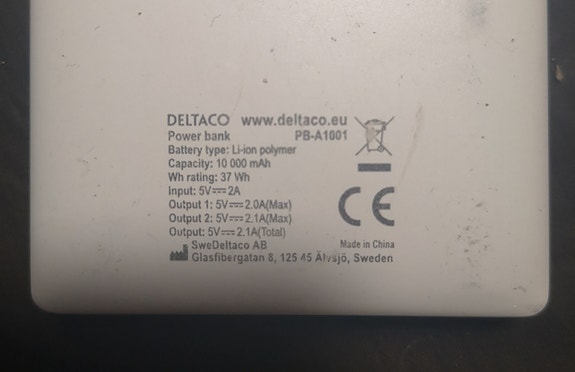 DELTACO www.deltaco.eu
Power bank PB-A1001
Battery type: Li-ion polymer
Capacity: 10 000 mAh
Wh rating: 37 Wh
Input: 5V⎓2A
Output 1: 5V⎓2.0A(Max)
Output 2: 5V⎓2.1A(Max)
Output: 5V⎓2.1A(Total)
CE
SweDeltaco AB Made in China
Glasfibergatan 8, 125 45 Älvsjö, Sweden